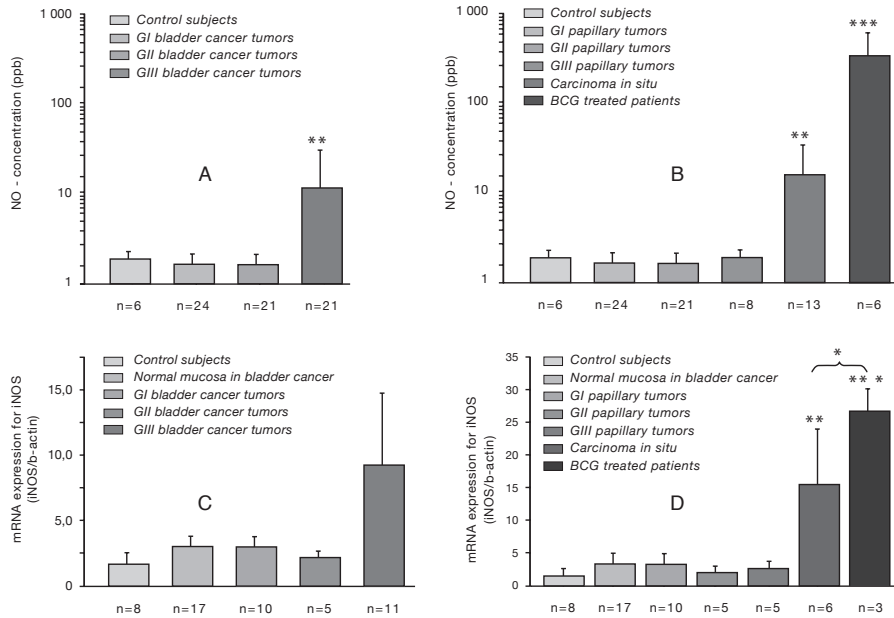 NO - concentration (ppb)
1 000
100
10
1
Control subjects
GI bladder cancer tumors
GII bladder cancer tumors
GIII bladder cancer tumors
A
**
n=6 n=24 n=21 n=21
NO - concentration (ppb)
1 000
100
10
1
Control subjects
GI papillary tumors
GII papillary tumors
GIII papillary tumors
Carcinoma in situ
BCG treated patients
B
**
***
n=6 n=24 n=21 n=8 n=13 n=6
mRNA expression for iNOS
(iNOS/b-actin)
15,0
10,0
5,0
0
Control subjects
Normal mucosa in bladder cancer
GI bladder cancer tumors
GII bladder cancer tumors
GIII bladder cancer tumors
C
n=8 n=17 n=10 n=5 n=11
mRNA expression for iNOS
(iNOS/b-actin)
35
30
25
20
15
10
5
0
Control subjects
Normal mucosa in bladder cancer
GI papillary tumors
GII papillary tumors
GIII papillary tumors
Carcinoma in situ
BCG treated patients
D
*
** *
**
n=8 n=17 n=10 n=5 n=5 n=6 n=3